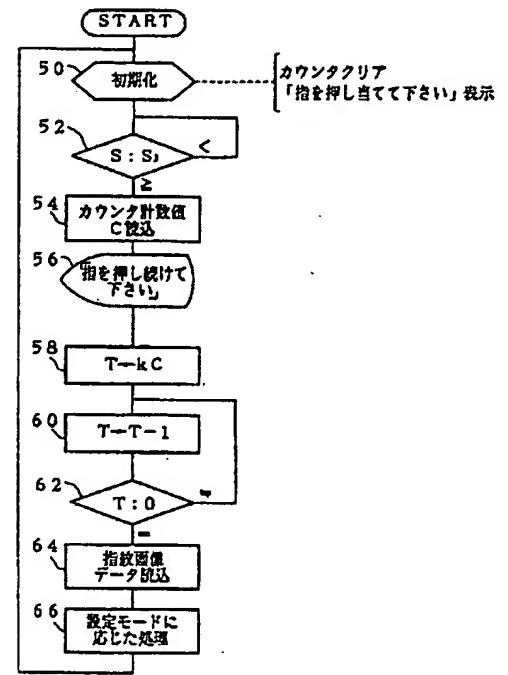 START
50
初期化
カウンタクリア
「指を押し当てて下さい」表示
52
S:S₁
<
≥
54
カウンタ計数値
C読込
56
「指を押し続けて
下さい」
58
T←kC
60
T←T-1
62
T:0
≠
=
64
指紋画像
データ読込
66
設定モードに
応じた処理